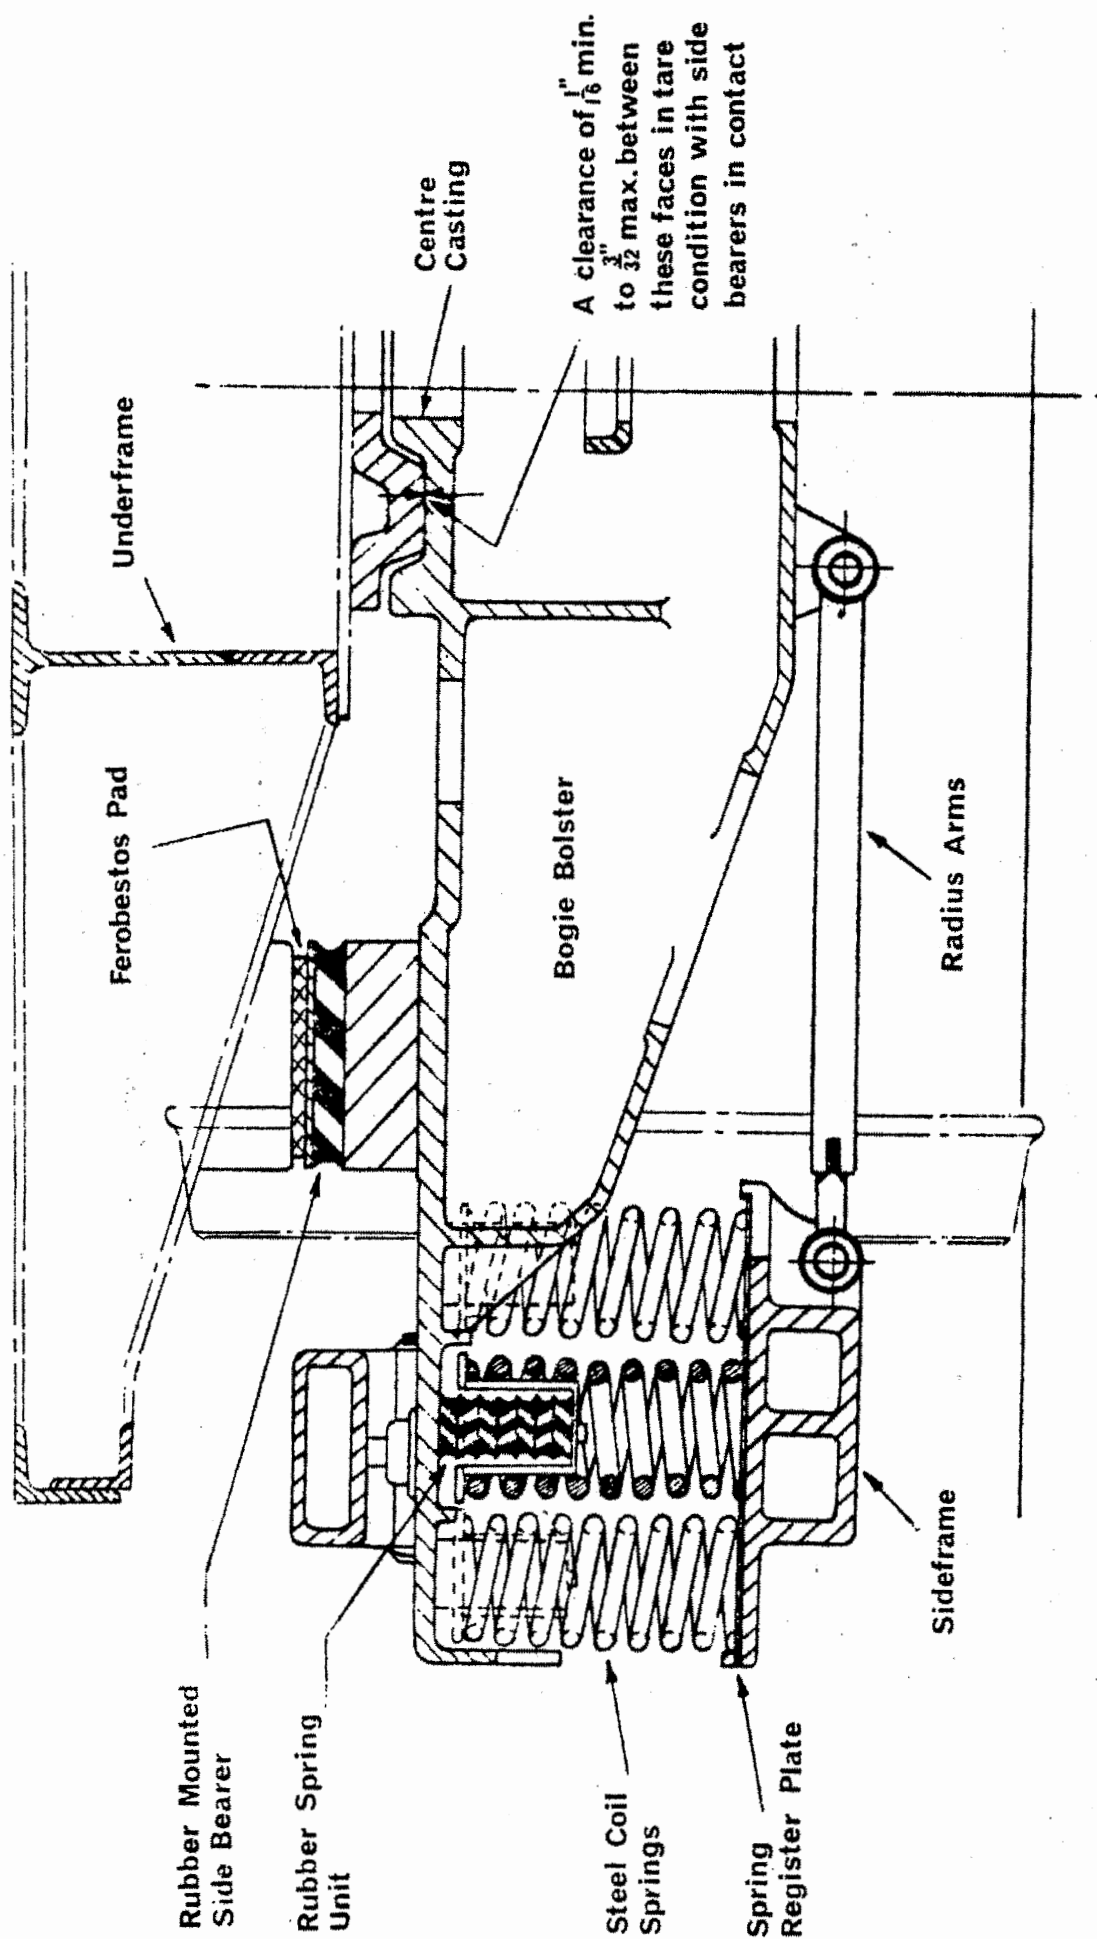 Rubber Mounted
Side Bearer
Rubber Spring
Unit
Steel Coil
Springs
Spring
Register Plate
Sideframe
Ferobestos Pad
Bogie Bolster
Radius Arms
Underframe
Centre
Casting
A clearance of 1/16" min.
to 3/32" max. between
these faces in tare
condition with side
bearers in contact